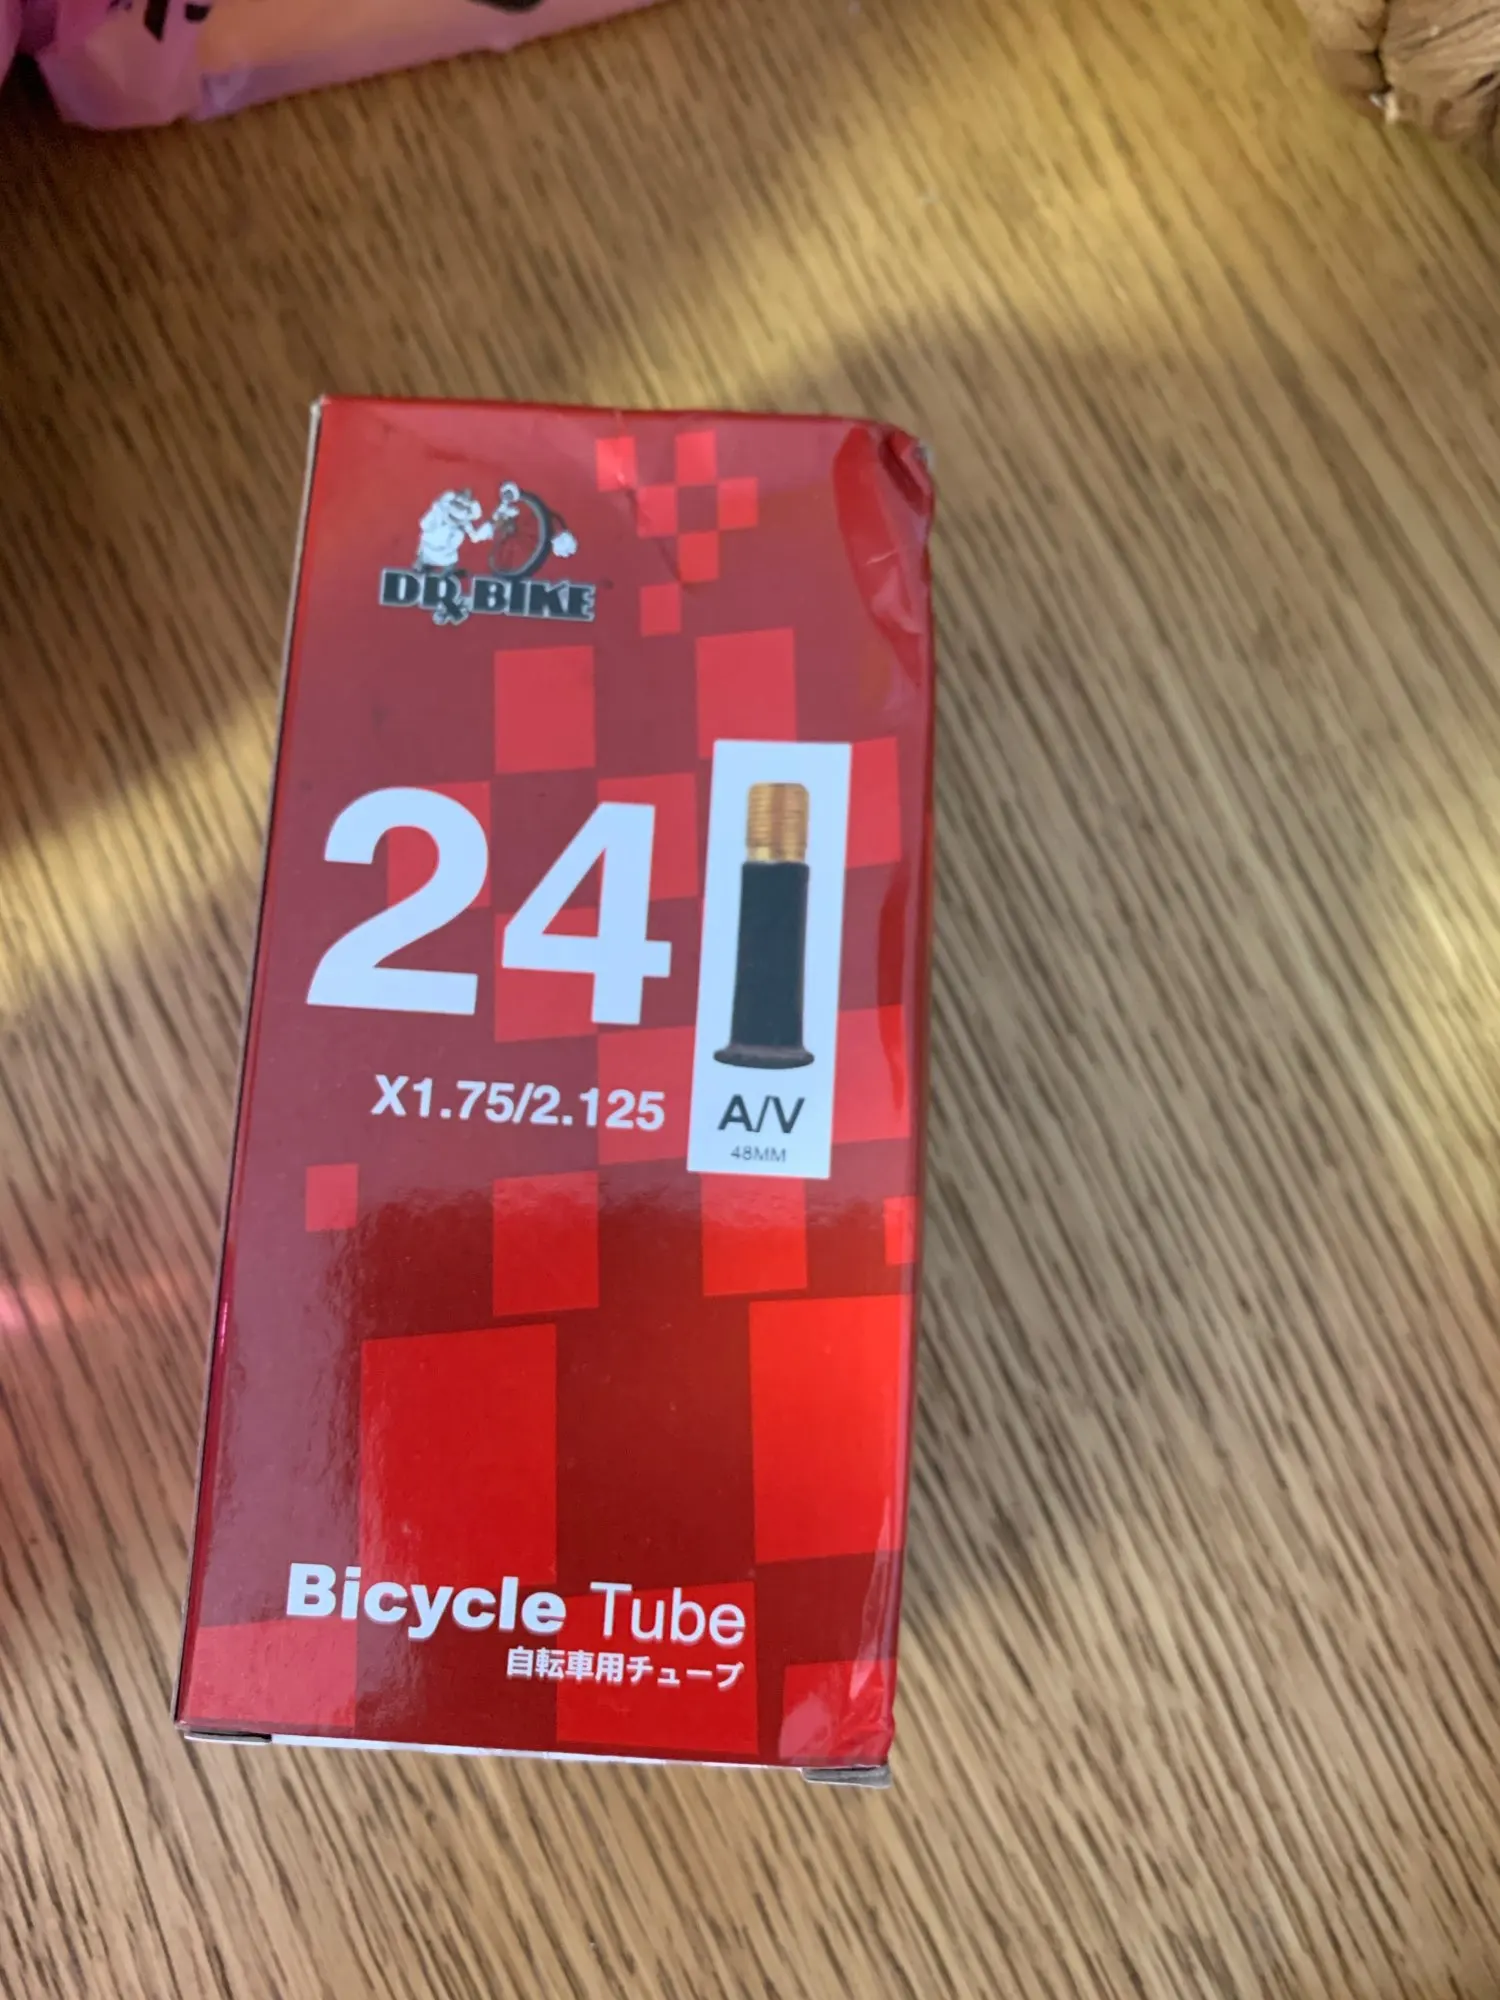 DR. BIKE
24
X1.75/2.125
A/V
48MM
Bicycle Tube
自転車用チューブ